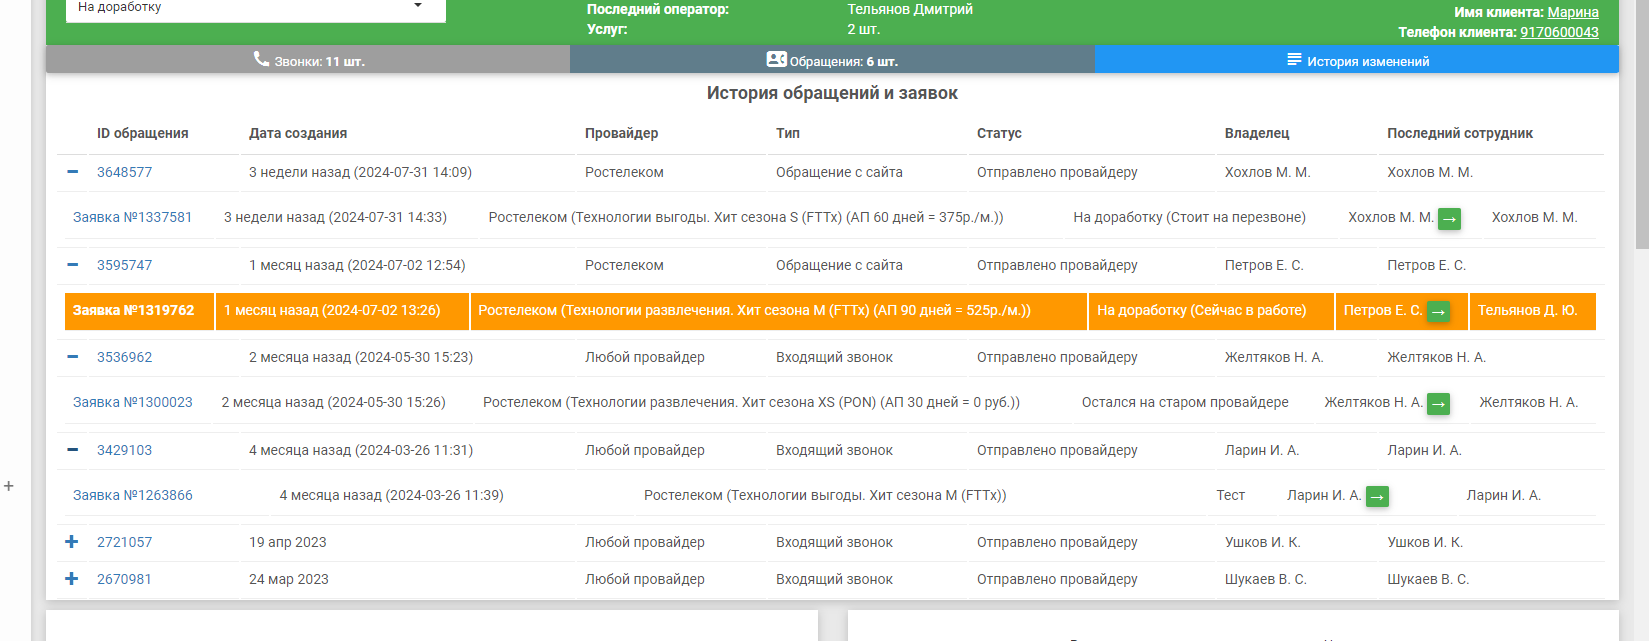 На доработку
Последний оператор: Тельянов Дмитрий
Услуг: 2 шт.
Имя клиента: Марина
Телефон клиента: 9170600043
Звонки: 11 шт.
Обращения: 6 шт.
История изменений
История обращений и заявок
ID обращения Дата создания Провайдер Тип Статус Владелец Последний сотрудник
3648577 3 недели назад (2024-07-31 14:09) Ростелеком Обращение с сайта Отправлено провайдеру Хохлов М. М. Хохлов М. М.
Заявка №1337581 3 недели назад (2024-07-31 14:33) Ростелеком (Технологии выгоды. Хит сезона S (FTTx) (АП 60 дней = 375р./м.)) На доработку (Стоит на перезвоне) Хохлов М. М. → Хохлов М. М.
3595747 1 месяц назад (2024-07-02 12:54) Ростелеком Обращение с сайта Отправлено провайдеру Петров Е. С. Петров Е. С.
Заявка №1319762 1 месяц назад (2024-07-02 13:26) Ростелеком (Технологии развлечения. Хит сезона M (FTTx) (АП 90 дней = 525р./м.)) На доработку (Сейчас в работе) Петров Е. С. → Тельянов Д. Ю.
3536962 2 месяца назад (2024-05-30 15:23) Любой провайдер Входящий звонок Отправлено провайдеру Желтяков Н. А. Желтяков Н. А.
Заявка №1300023 2 месяца назад (2024-05-30 15:26) Ростелеком (Технологии развлечения. Хит сезона XS (PON) (АП 30 дней = 0 руб.)) Остался на старом провайдере Желтяков Н. А. → Желтяков Н. А.
3429103 4 месяца назад (2024-03-26 11:31) Любой провайдер Входящий звонок Отправлено провайдеру Ларин И. А. Ларин И. А.
Заявка №1263866 4 месяца назад (2024-03-26 11:39) Ростелеком (Технологии выгоды. Хит сезона M (FTTx)) Тест Ларин И. А. → Ларин И. А.
2721057 19 апр 2023 Любой провайдер Входящий звонок Отправлено провайдеру Ушков И. К. Ушков И. К.
2670981 24 мар 2023 Любой провайдер Входящий звонок Отправлено провайдеру Шукаев В. С. Шукаев В. С.